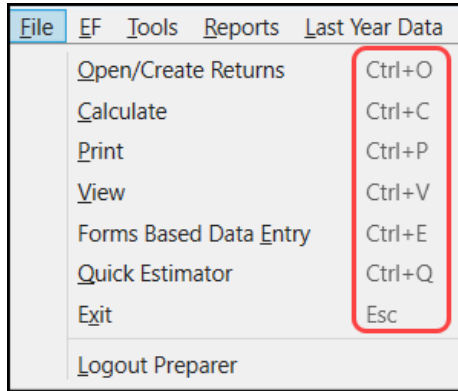 File EF Tools Reports Last Year Data
Open/Create Returns Ctrl+O
Calculate Ctrl+C
Print Ctrl+P
View Ctrl+V
Forms Based Data Entry Ctrl+E
Quick Estimator Ctrl+Q
Exit Esc
Logout Preparer